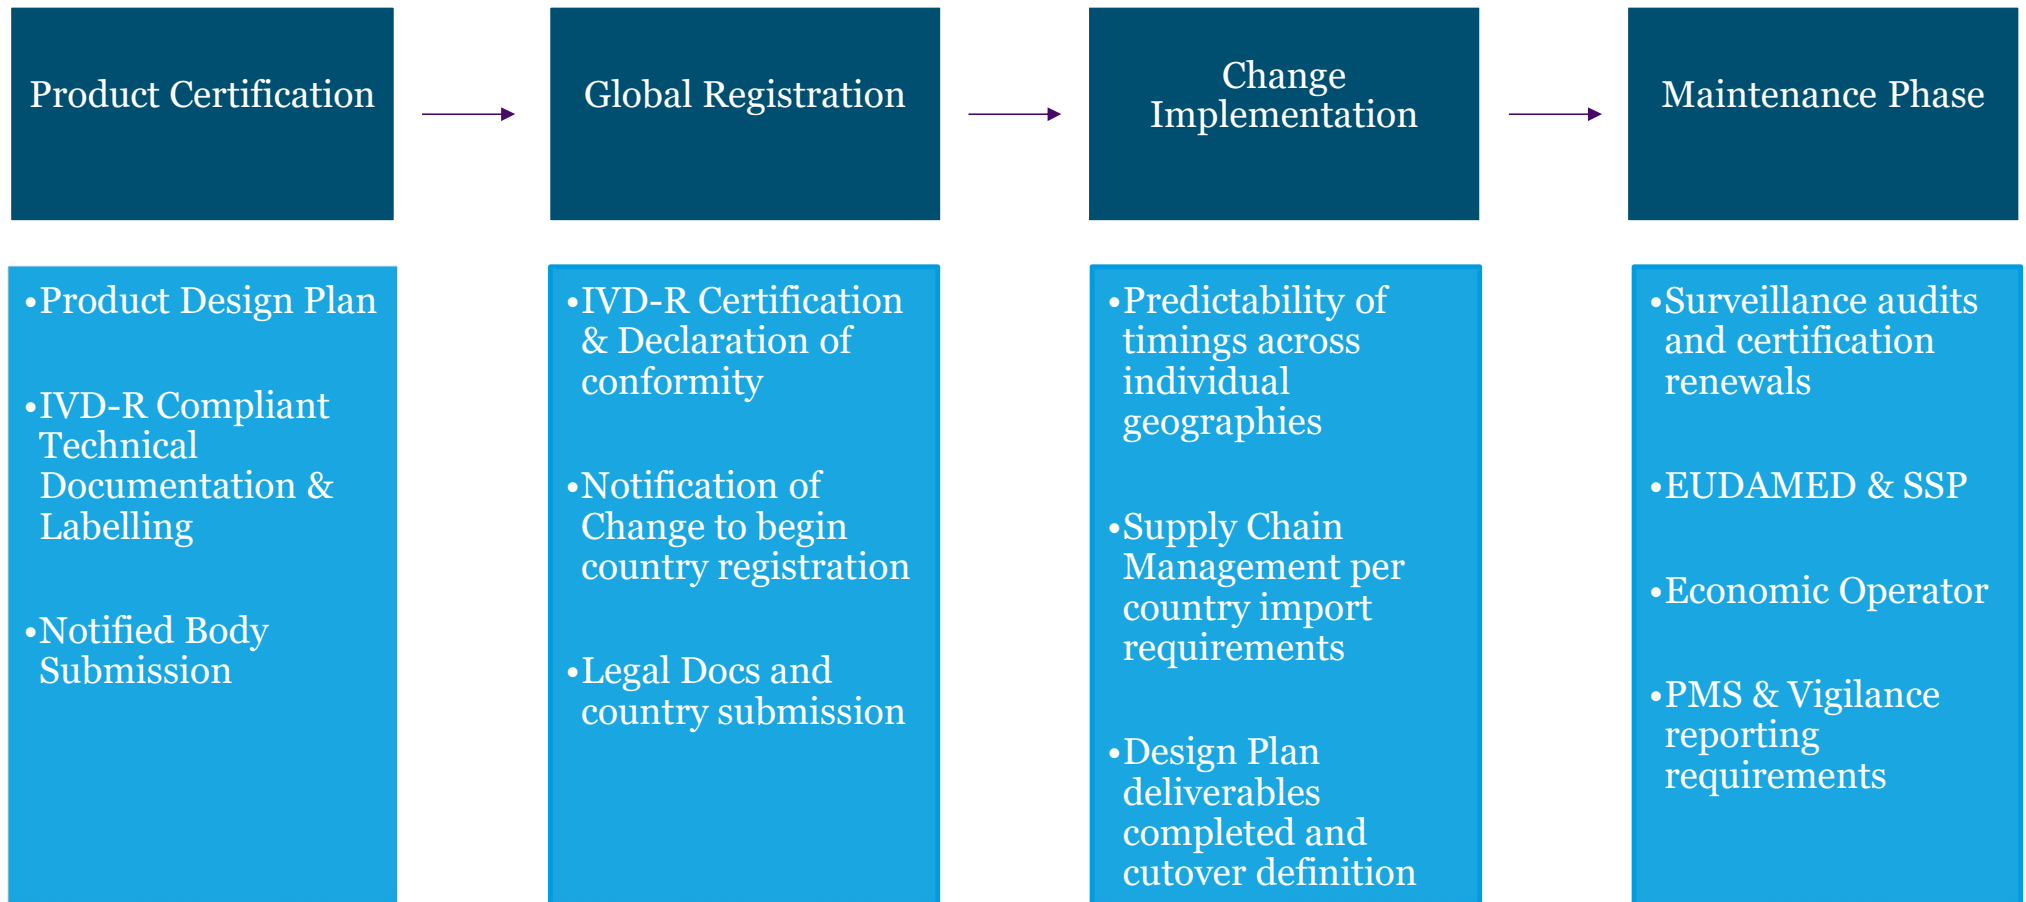 Product Certification
•Product Design Plan
•IVD-R Compliant
Technical
Documentation &
Labelling
•Notified Body
Submission
Global Registration
•IVD-R Certification
& Declaration of
conformity
•Notification of
Change to begin
country registration
•Legal Docs and
country submission
Change
Implementation
•Predictability of
timings across
individual
geographies
•Supply Chain
Management per
country import
requirements
•Design Plan
deliverables
completed and
cutover definition
Maintenance Phase
•Surveillance audits
and certification
renewals
•EUDAMED & SSP
•Economic Operator
•PMS & Vigilance
reporting
requirements